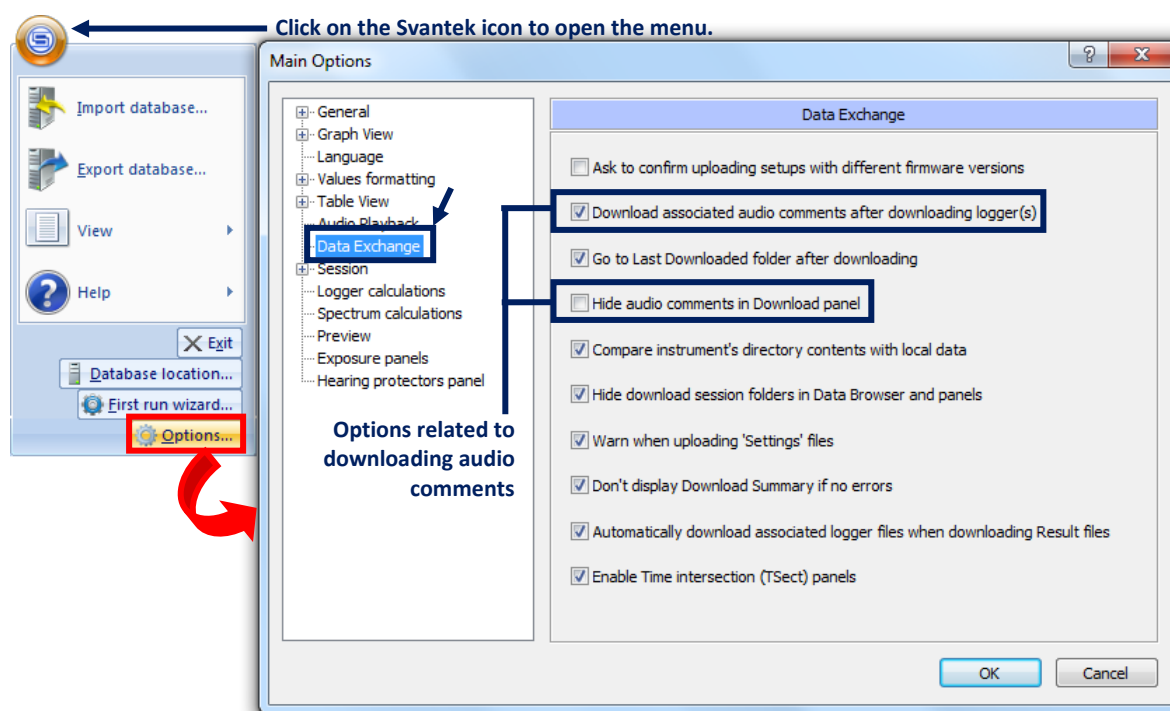 Click on the Svantek icon to open the menu.
Import database...
Export database...
View
Help
Exit
Database location...
First run wizard...
Options...
Main Options
General
Graph View
Language
Values formatting
Table View
Audio Playback
Data Exchange
Session
Logger calculations
Spectrum calculations
Preview
Exposure panels
Hearing protectors panel
Options related to
downloading audio
comments
Data Exchange
Ask to confirm uploading setups with different firmware versions
Download associated audio comments after downloading logger(s)
Go to Last Downloaded folder after downloading
Hide audio comments in Download panel
Compare instrument's directory contents with local data
Hide download session folders in Data Browser and panels
Warn when uploading 'Settings' files
Don't display Download Summary if no errors
Automatically download associated logger files when downloading Result files
Enable Time intersection (TSect) panels
OK
Cancel